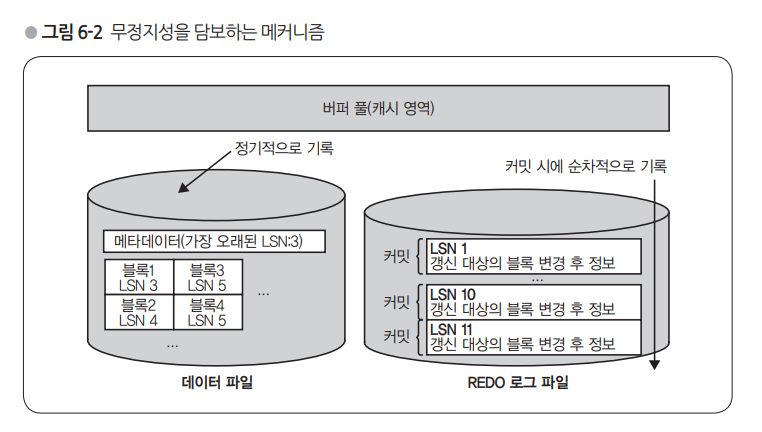 ● 그림 6-2 무정지성을 담보하는 메커니즘
버퍼 풀(캐시 영역)
정기적으로 기록
커밋 시에 순차적으로 기록
메타데이터(가장 오래된 LSN:3)
블록1
LSN 3
블록3
LSN 5
블록2
LSN 4
블록4
LSN 5
...
...
데이터 파일
커밋
LSN 1
갱신 대상의 블록 변경 후 정보
...
커밋
LSN 10
갱신 대상의 블록 변경 후 정보
커밋
LSN 11
갱신 대상의 블록 변경 후 정보
REDO 로그 파일